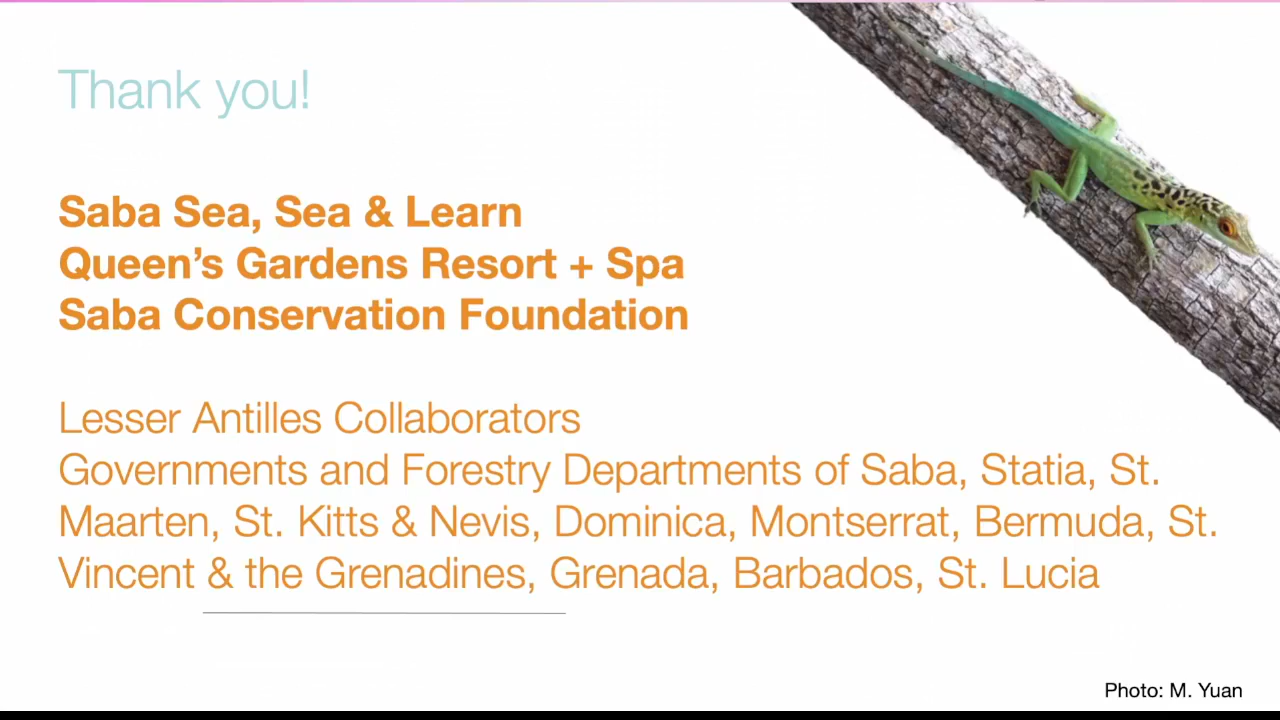 Thank you!
Saba Sea, Sea & Learn
Queen's Gardens Resort + Spa
Saba Conservation Foundation
Lesser Antilles Collaborators
Governments and Forestry Departments of Saba, Statia, St.
Maarten, St. Kitts & Nevis, Dominica, Montserrat, Bermuda, St.
Vincent & the Grenadines, Grenada, Barbados, St. Lucia
Photo: M. Yuan